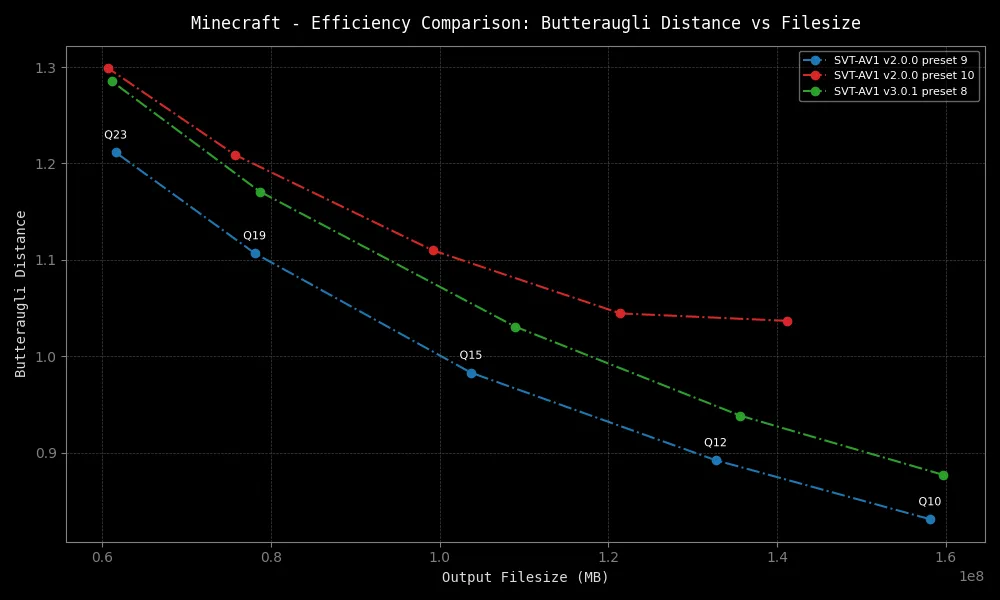 Minecraft - Efficiency Comparison: Butteraugli Distance vs Filesize
SVT-AV1 v2.0.0 preset 9
SVT-AV1 v2.0.0 preset 10
SVT-AV1 v3.0.1 preset 8
Butteraugli Distance
1.3
1.2
1.1
1.0
0.9
Q23
Q19
Q15
Q12
Q10
0.6
0.8
1.0
1.2
1.4
1.6
1e8
Output Filesize (MB)